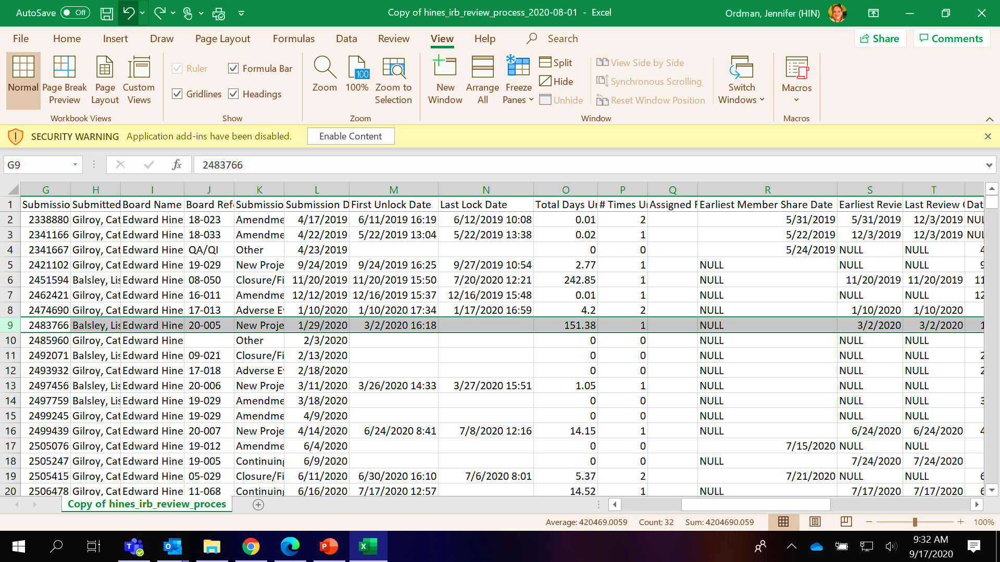 AutoSave Off Copy of hines_irb_review_process_2020-08-01 - Excel Ordman, Jennifer (HIN)
File Home Insert Draw Page Layout Formulas Data Review View Help Search Share Comments
Normal Page Break Preview Page Layout Custom Views
Workbook Views
Ruler Formula Bar
Gridlines Headings
Show
Zoom 100% Zoom to Selection
100
Zoom
New Window Arrange All Freeze Panes
Split
Hide
Unhide
View Side by Side
Synchronous Scrolling
Reset Window Position
Window
Switch Windows
Macros
Macros
SECURITY WARNING Application add-ins have been disabled. Enable Content
G9 fx 2483766
G H I J K L M N O P Q R S T
1 Submissio Submitted Board Name Board Ref Submissio Submission D First Unlock Date Last Lock Date Total Days Un # Times Un Assigned R Earliest Member Share Date Earliest Revie Last Review Dat
2 2338880 Gilroy, Cat Edward Hine 18-023 Amendme 4/17/2019 6/11/2019 16:19 6/12/2019 10:08 0.01 2 5/31/2019 5/31/2019 12/3/2019 NUL
3 2341166 Gilroy, Cat Edward Hine 18-033 Amendme 4/22/2019 5/22/2019 13:04 5/22/2019 13:38 0.02 1 5/22/2019 12/3/2019 12/3/2019 NUL
4 2341667 Gilroy, Cat Edward Hine QA/QI Other 4/23/2019 0 0 5/24/2019 NULL NULL 4
5 2421102 Gilroy, Cat Edward Hine 19-029 New Proje 9/24/2019 9/24/2019 16:25 9/27/2019 10:54 2.77 1 NULL NULL NULL 9
6 2451594 Balsley, Lis Edward Hine 08-050 Closure/Fi 11/20/2019 11/20/2019 15:50 7/20/2020 12:21 242.85 1 NULL 11/20/2019 11/20/2019 11
7 2462421 Gilroy, Cat Edward Hine 16-011 Amendme 12/12/2019 12/16/2019 15:37 12/16/2019 15:48 0.01 1 NULL NULL NULL 12
8 2474690 Gilroy, Cat Edward Hine 17-013 Adverse Ev 1/10/2020 1/10/2020 17:34 1/17/2020 16:59 4.2 2 NULL 1/10/2020 1/10/2020
9 2483766 Balsley, Lis Edward Hine 20-005 New Proje 1/29/2020 3/2/2020 16:18 151.38 1 NULL 3/2/2020 3/2/2020 1
10 2485960 Gilroy, Cat Edward Hine Other 2/3/2020 0 0 NULL NULL NULL
11 2492071 Balsley, Lis Edward Hine 09-021 Closure/Fi 2/13/2020 0 0 NULL NULL NULL 2
12 2493932 Gilroy, Cat Edward Hine 17-018 Adverse Ev 2/18/2020 0 0 NULL NULL NULL 2
13 2497456 Balsley, Lis Edward Hine 20-006 New Proje 3/11/2020 3/26/2020 14:33 3/27/2020 15:51 1.05 1 NULL NULL NULL
14 2497759 Balsley, Lis Edward Hine 19-029 Amendme 3/18/2020 0 0 NULL NULL NULL 3
15 2499245 Gilroy, Cat Edward Hine 19-029 Amendme 4/9/2020 0 0 NULL NULL NULL
16 2499439 Gilroy, Cat Edward Hine 20-007 New Proje 4/14/2020 6/24/2020 8:41 7/8/2020 12:16 14.15 1 NULL 6/24/2020 6/24/2020 4
17 2505076 Gilroy, Cat Edward Hine 19-012 Amendme 6/4/2020 0 0 7/15/2020 NULL NULL
18 2505247 Gilroy, Cat Edward Hine 19-005 Continuing 6/9/2020 0 0 NULL 7/24/2020 7/24/2020
19 2505415 Gilroy, Cat Edward Hine 05-029 Closure/Fi 6/11/2020 6/30/2020 16:10 7/6/2020 8:01 5.37 2 7/21/2020 NULL NULL 6
20 2506478 Gilroy, Cat Edward Hine 11-068 Continuing 6/16/2020 7/17/2020 12:57 14.52 1 NULL 7/17/2020 7/17/2020 6
Copy of hines_irb_review_proces
Average: 420469.0059 Count: 32 Sum: 4204690.059 100%
9:32 AM
9/17/2020